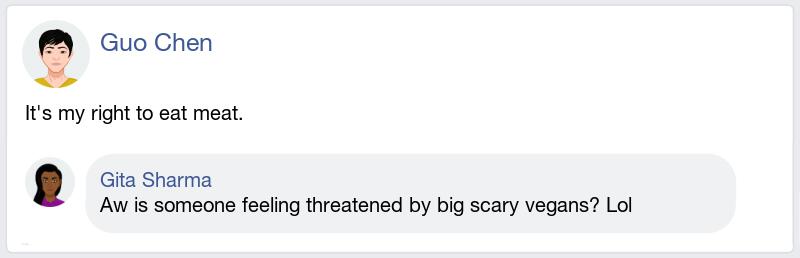 Guo Chen
It's my right to eat meat.
Gita Sharma
Aw is someone feeling threatened by big scary vegans? Lol